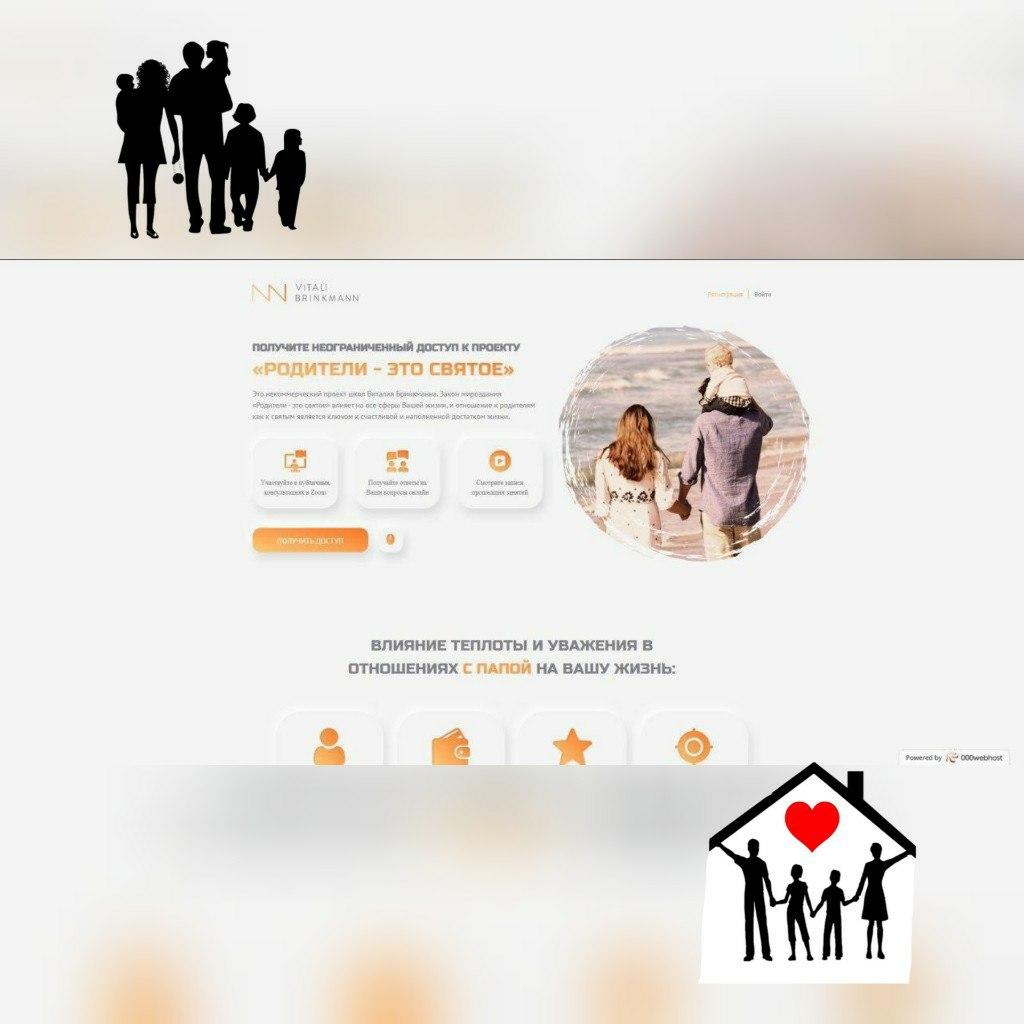 VITALI
BRINKMANN
Регистрация | Войти
ПОЛУЧИТЕ НЕОГРАНИЧЕННЫЙ ДОСТУП К ПРОЕКТУ
«РОДИТЕЛИ - ЭТО СВЯТОЕ»
Это некоммерческий проект школ Виталия Бринкманна. Закон мироздания
«Родители - это святое» влияет на все сферы Вашей жизни, и отношение к родителям
как к святым является ключом к счастливой и наполненной достатком жизни.
Участвуйте в публичных
консультациях в Zoom
Получайте ответы на
Ваши вопросы онлайн
Смотрите записи
прошедших занятий
ПОЛУЧИТЬ ДОСТУП
ВЛИЯНИЕ ТЕПЛОТЫ И УВАЖЕНИЯ В
ОТНОШЕНИЯХ С ПАПОЙ НА ВАШУ ЖИЗНЬ:
Powered by 000webhost